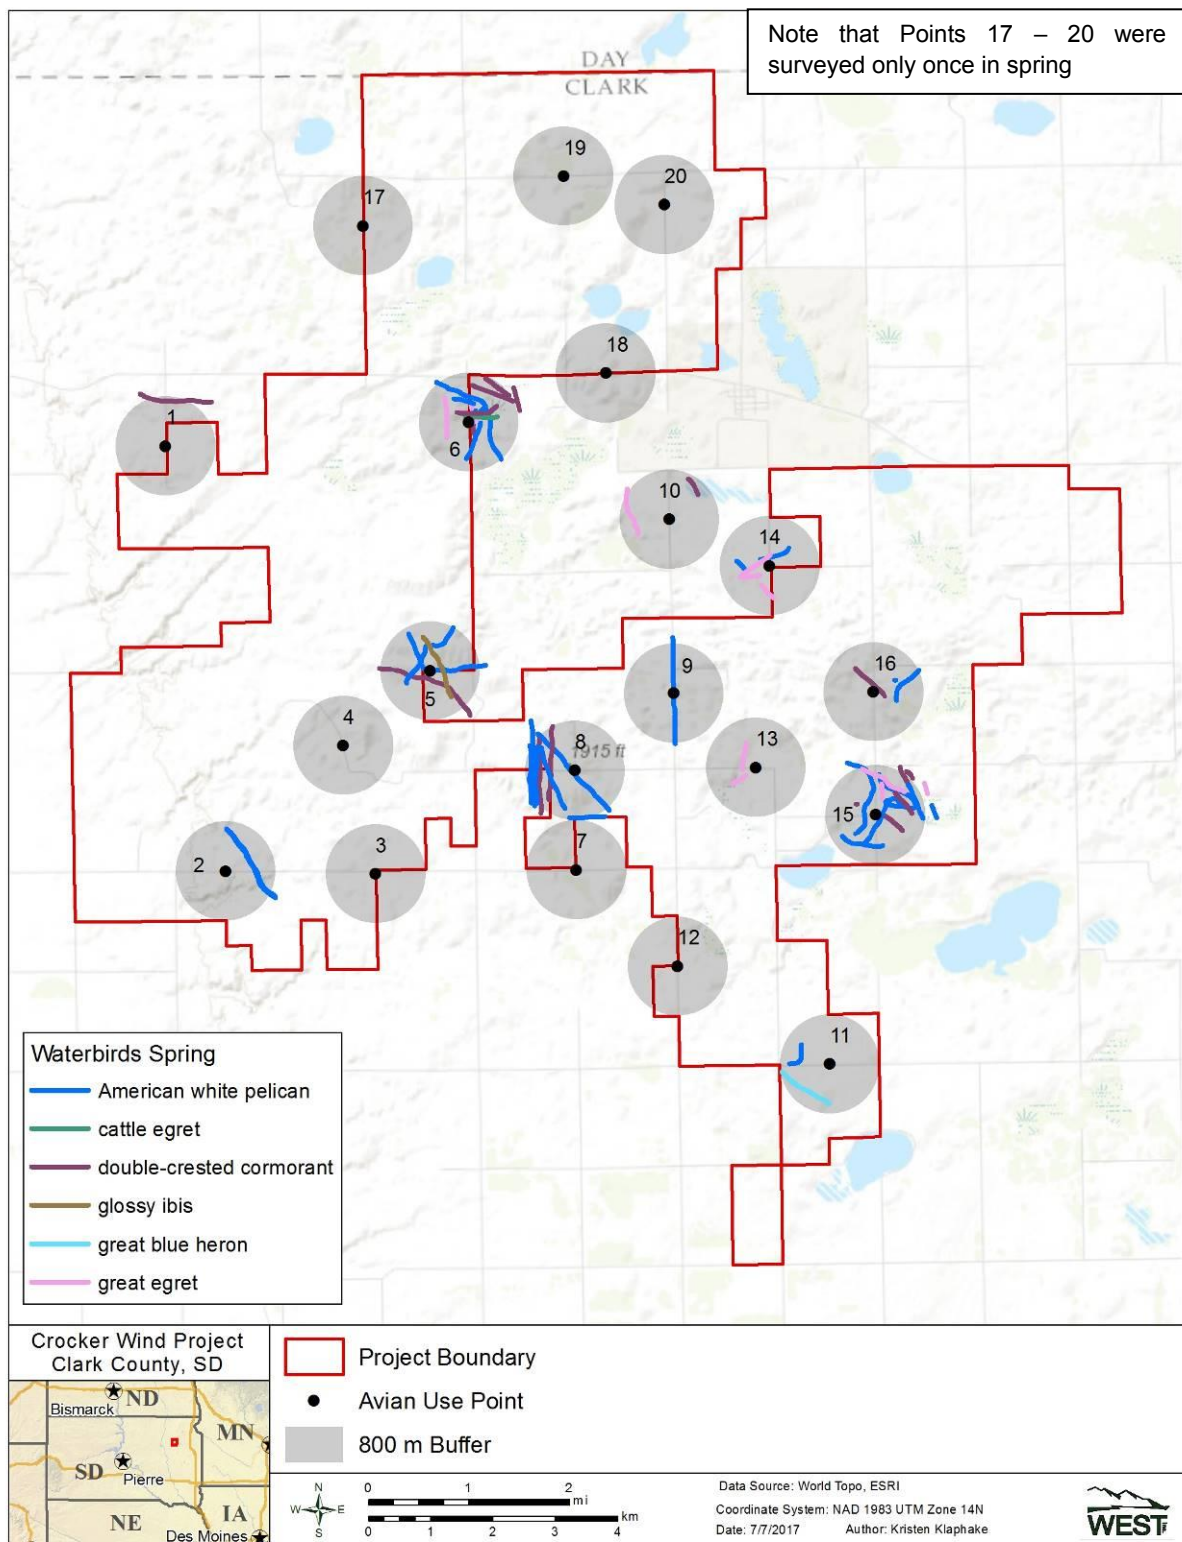 Note that Points 17 – 20 were
surveyed only once in spring
DAY
CLARK
19
20
17
18
1
6
10
14
5
9
16
4
8
1915 ft
13
15
2
3
7
12
11
Waterbirds Spring
American white pelican
cattle egret
double-crested cormorant
glossy ibis
great blue heron
great egret
Crocker Wind Project
Clark County, SD
Project Boundary
Avian Use Point
800 m Buffer
ND
Bismarck
MN
SD
Pierre
IA
NE
Des Moines
N
W E
S
0 1 2
mi
km
0 1 2 3 4
Data Source: World Topo, ESRI
Coordinate System: NAD 1983 UTM Zone 14N
Date: 7/7/2017 Author: Kristen Klaphake
WEST